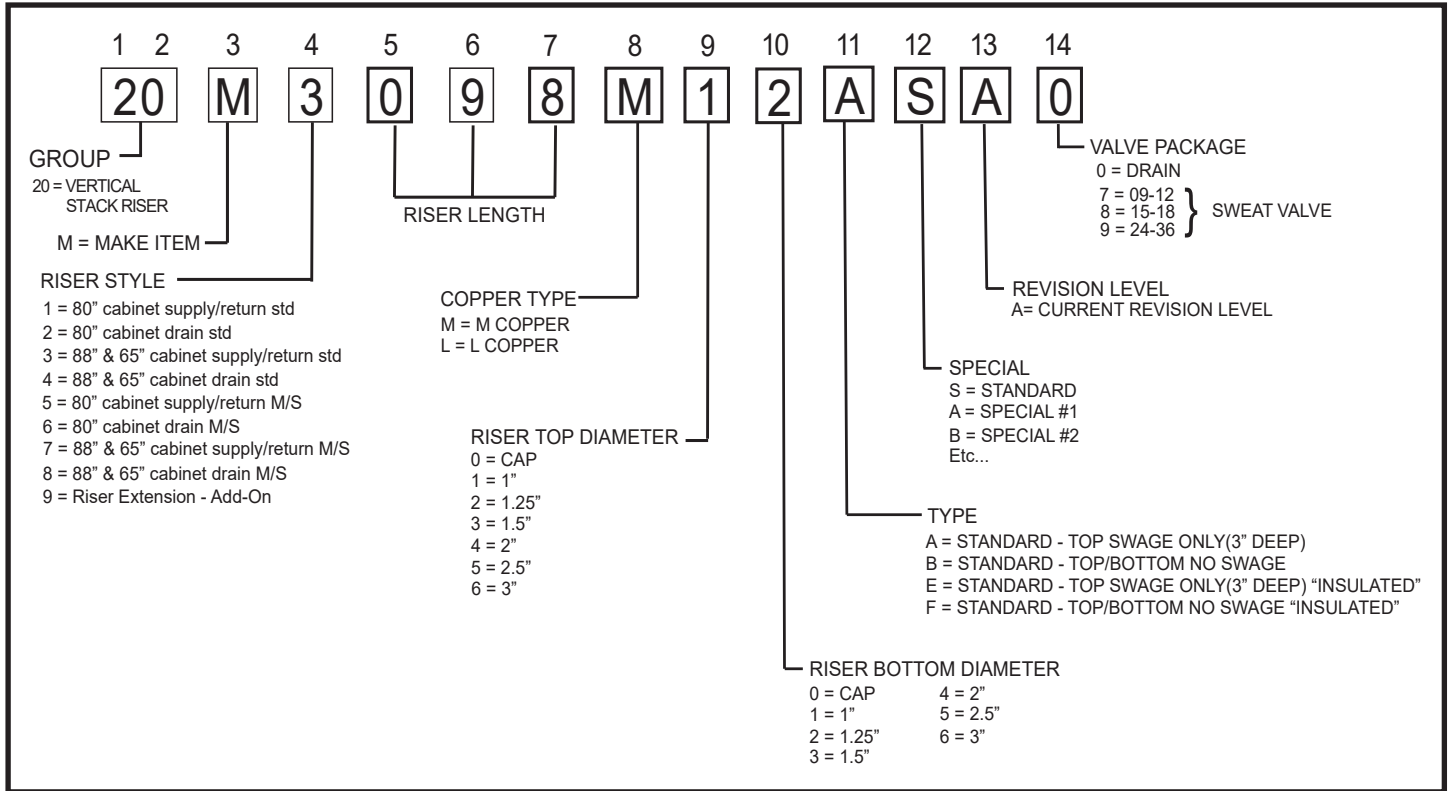 1 2 3 4 5 6 7 8 9 10 11 12 13 14
20 M 3 0 9 8 M 1 2 A S A 0
GROUP
20 = VERTICAL
STACK RISER
M = MAKE ITEM
RISER STYLE
1 = 80” cabinet supply/return std
2 = 80” cabinet drain std
3 = 88” & 65” cabinet supply/return std
4 = 88” & 65” cabinet drain std
5 = 80” cabinet supply/return M/S
6 = 80” cabinet drain M/S
7 = 88” & 65” cabinet supply/return M/S
8 = 88” & 65” cabinet drain M/S
9 = Riser Extension - Add-On
RISER LENGTH
COPPER TYPE
M = M COPPER
L = L COPPER
RISER TOP DIAMETER
0 = CAP
1 = 1”
2 = 1.25”
3 = 1.5”
4 = 2”
5 = 2.5”
6 = 3”
RISER BOTTOM DIAMETER
0 = CAP 4 = 2”
1 = 1” 5 = 2.5”
2 = 1.25” 6 = 3”
3 = 1.5”
TYPE
A = STANDARD - TOP SWAGE ONLY(3” DEEP)
B = STANDARD - TOP/BOTTOM NO SWAGE
E = STANDARD - TOP SWAGE ONLY(3” DEEP) “INSULATED”
F = STANDARD - TOP/BOTTOM NO SWAGE “INSULATED”
SPECIAL
S = STANDARD
A = SPECIAL #1
B = SPECIAL #2
Etc...
REVISION LEVEL
A= CURRENT REVISION LEVEL
VALVE PACKAGE
0 = DRAIN
7 = 09-12
8 = 15-18 } SWEAT VALVE
9 = 24-36